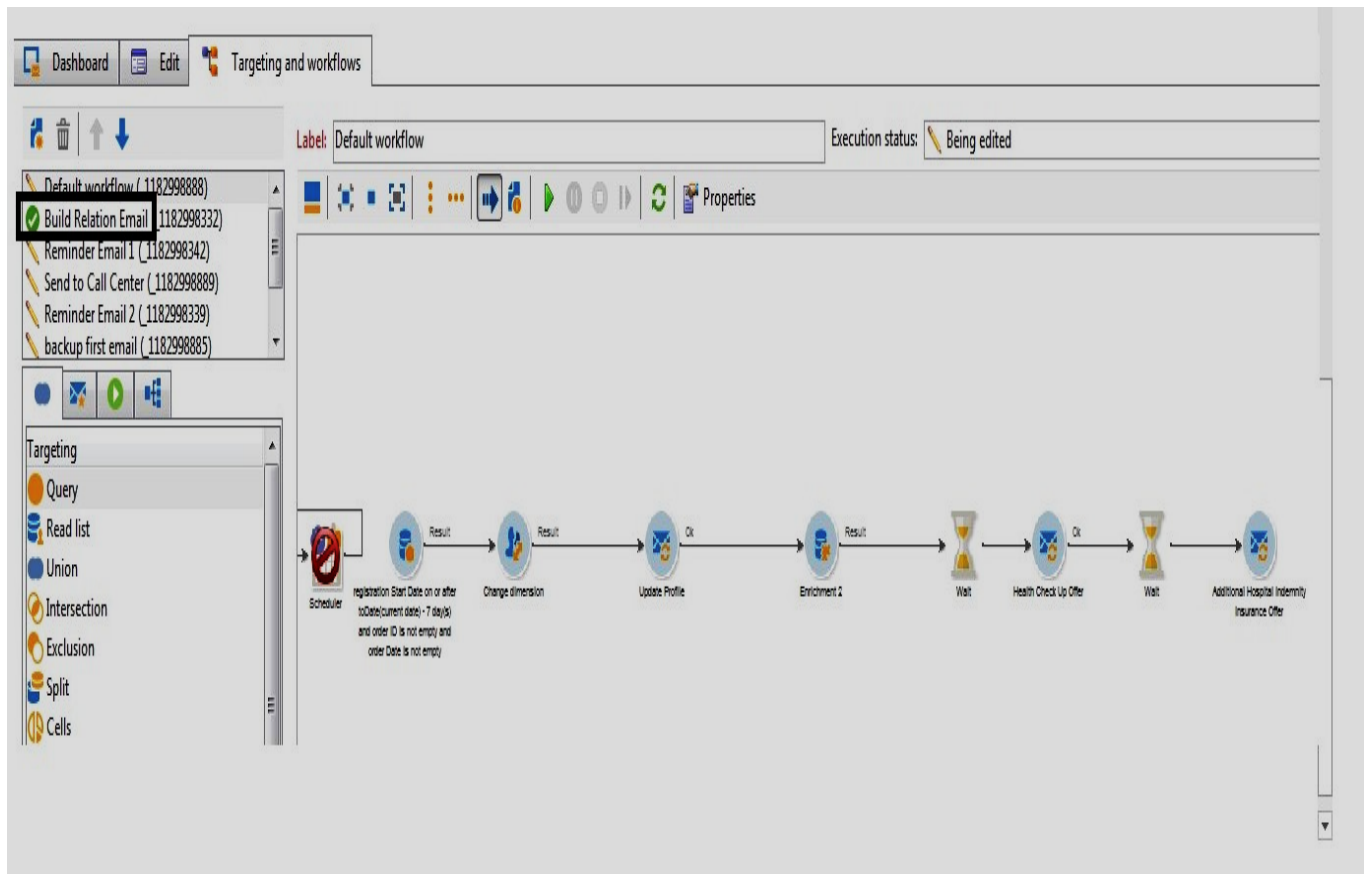 Dashboard
Edit
Targeting and workflows
Label: Default workflow
Execution status: Being edited
Default workflow (_1182998888)
Build Relation Email _1182998332)
Reminder Email 1 (_1182998342)
Send to Call Center (_1182998889)
Reminder Email 2 (_1182998339)
backup first email (_1182998885)
Properties
Targeting
Query
Read list
Union
Intersection
Exclusion
Split
Cells
Scheduler
Result
registration Start Date on or after
toDate(current date) - 7 day(s)
and order ID is not empty and
order Date is not empty
Result
Change dimension
Ok
Update Profile
Result
Enrichment 2
Wait
Ok
Health Check Up Offer
Wait
Additional Hospital Indemnity
Insurance Offer